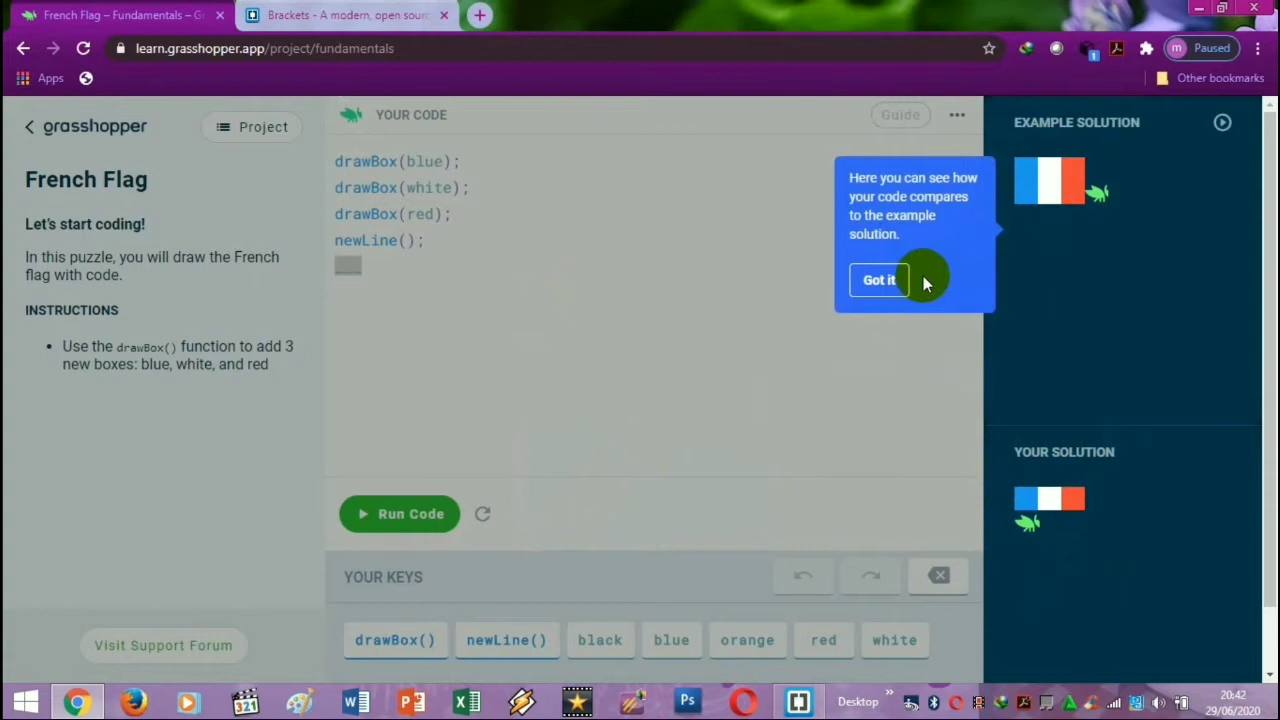 French Flag – Fundamentals – Gr
Brackets - A modern, open sourc
learn.grasshopper.app/project/fundamentals
m Paused
Apps
1
Other bookmarks
grasshopper
Project
French Flag
Let's start coding!
In this puzzle, you will draw the French
flag with code.
INSTRUCTIONS
• Use the drawBox() function to add 3
new boxes: blue, white, and red
Visit Support Forum
YOUR CODE
Guide
drawBox(blue);
drawBox(white);
drawBox(red);
newLine();
Run Code
YOUR KEYS
drawBox()
newLine()
black
blue
orange
red
white
Here you can see how
your code compares
to the example
solution.
Got it
EXAMPLE SOLUTION
YOUR SOLUTION
321
Ps
Desktop
20:42
29/06/2020